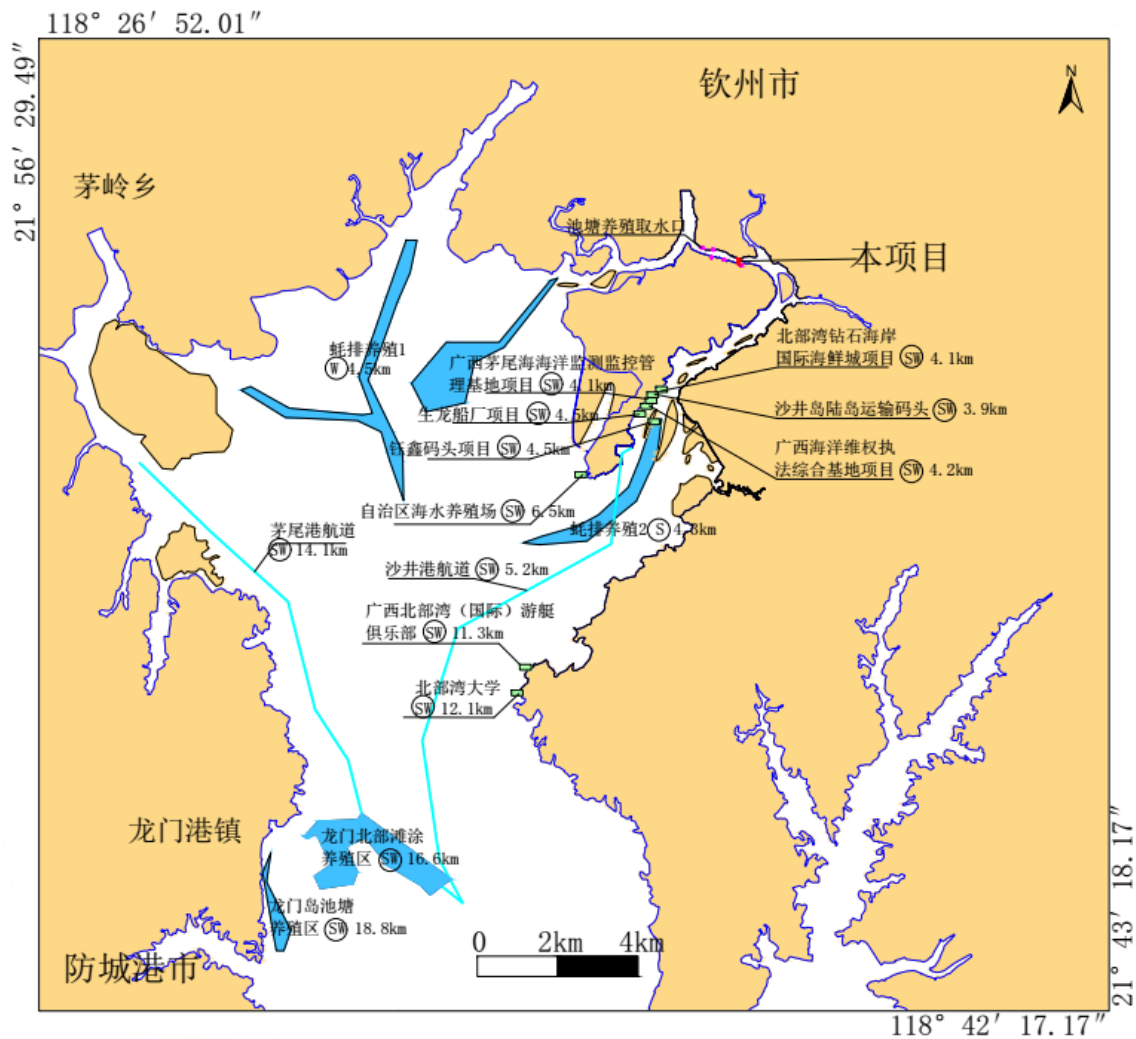 118° 26′ 52.01″
21° 56′ 29.49″
钦州市
N
茅岭乡
池塘养殖取水口
本项目
蚝排养殖1
W 4.5km
广西茅尾海海洋监测监控管
理基地项目 SW 4.1km
北部湾钻石海岸
国际海鲜城项目 SW 4.1km
生龙船厂项目 SW 4.5km
沙井岛陆岛运输码头 SW 3.9km
钰鑫码头项目 SW 4.5km
广西海洋维权执
法综合基地项目 SW 4.2km
自治区海水养殖场 SW 6.5km
蚝排养殖2 S 4.8km
茅尾港航道
SW 14.1km
沙井港航道 SW 5.2km
广西北部湾（国际）游艇
俱乐部 SW 11.3km
北部湾大学
SW 12.1km
龙门港镇
龙门北部滩涂
养殖区 SW 16.6km
龙门岛池塘
养殖区 SW 18.8km
防城港市
0 2km 4km
21° 43′ 18.17″
118° 42′ 17.17″